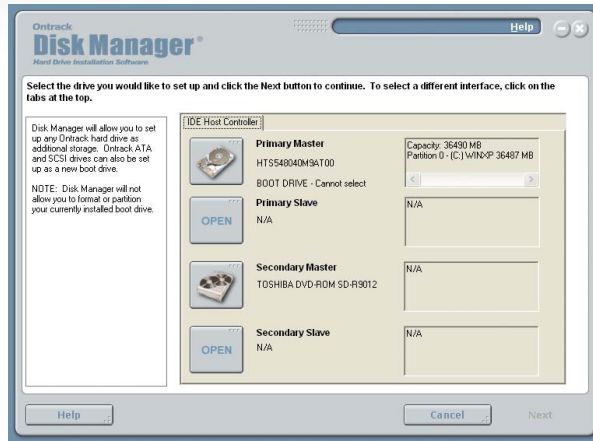 Ontrack
Disk Manager®
Hard Drive Installation Software
Help
Select the drive you would like to set up and click the Next button to continue. To select a different interface, click on the
tabs at the top.
Disk Manager will allow you to set
up any Ontrack hard drive as
additional storage. Ontrack ATA
and SCSI drives can also be set
up as a new boot drive.
NOTE: Disk Manager will not
allow you to format or partition
your currently installed boot drive.
IDE Host Controller
Primary Master
HTS548040M9AT00
BOOT DRIVE - Cannot select
Capacity: 36490 MB
Partition 0 - (C:) WINXP 36487 MB
OPEN
Primary Slave
N/A
N/A
Secondary Master
TOSHIBA DVD-ROM SD-R9012
N/A
OPEN
Secondary Slave
N/A
N/A
Help
Cancel
Next